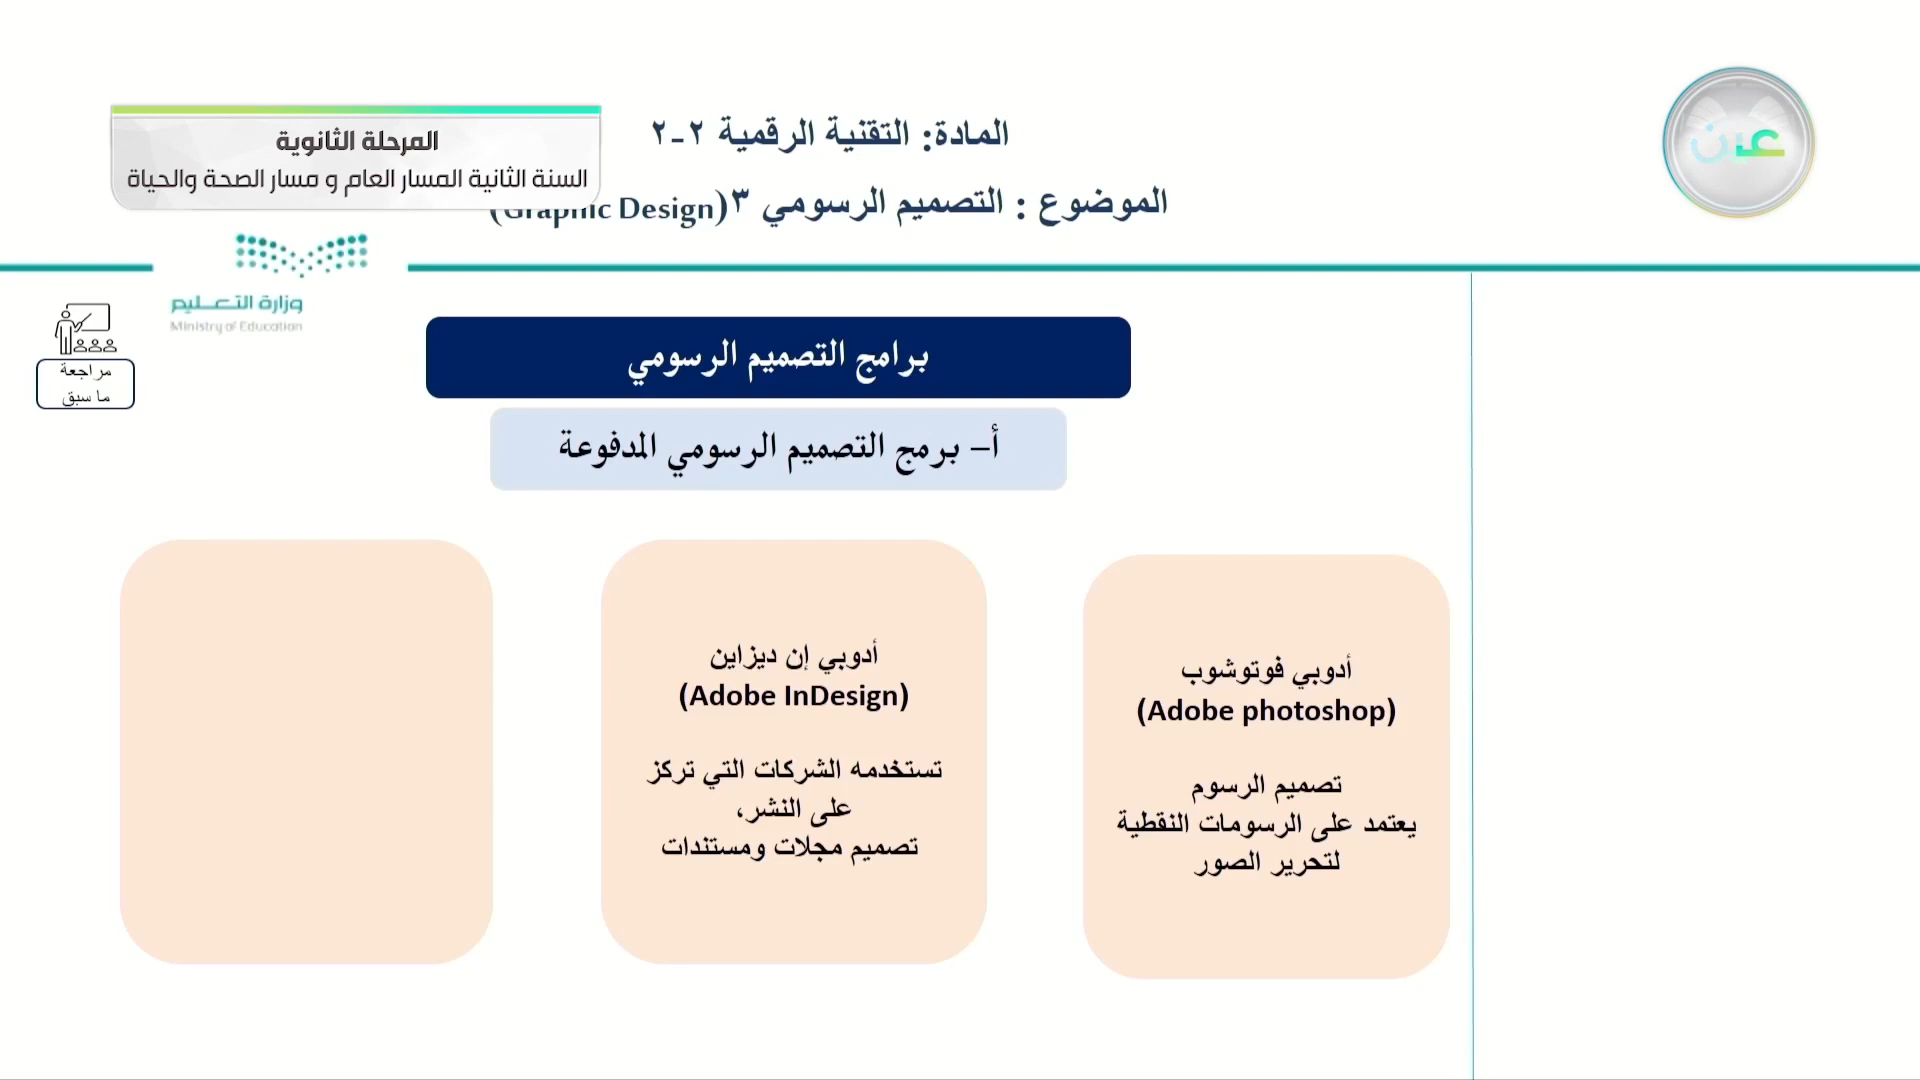 المادة: التقنية الرقمية ٢-٢
الموضوع : التصميم الرسومي ٣(Graphic Design)
المرحلة الثانوية
السنة الثانية المسار العام و مسار الصحة والحياة
عين
وزارة التعليم
Ministry of Education
مراجعة
ما سبق
برامج التصميم الرسومي
أ- برمج التصميم الرسومي المدفوعة
أدوبي فوتوشوب
(Adobe photoshop)
تصميم الرسوم
يعتمد على الرسومات النقطية
لتحرير الصور
أدوبي إن ديزاين
(Adobe InDesign)
تستخدمه الشركات التي تركز
على النشر،
تصميم مجلات ومستندات